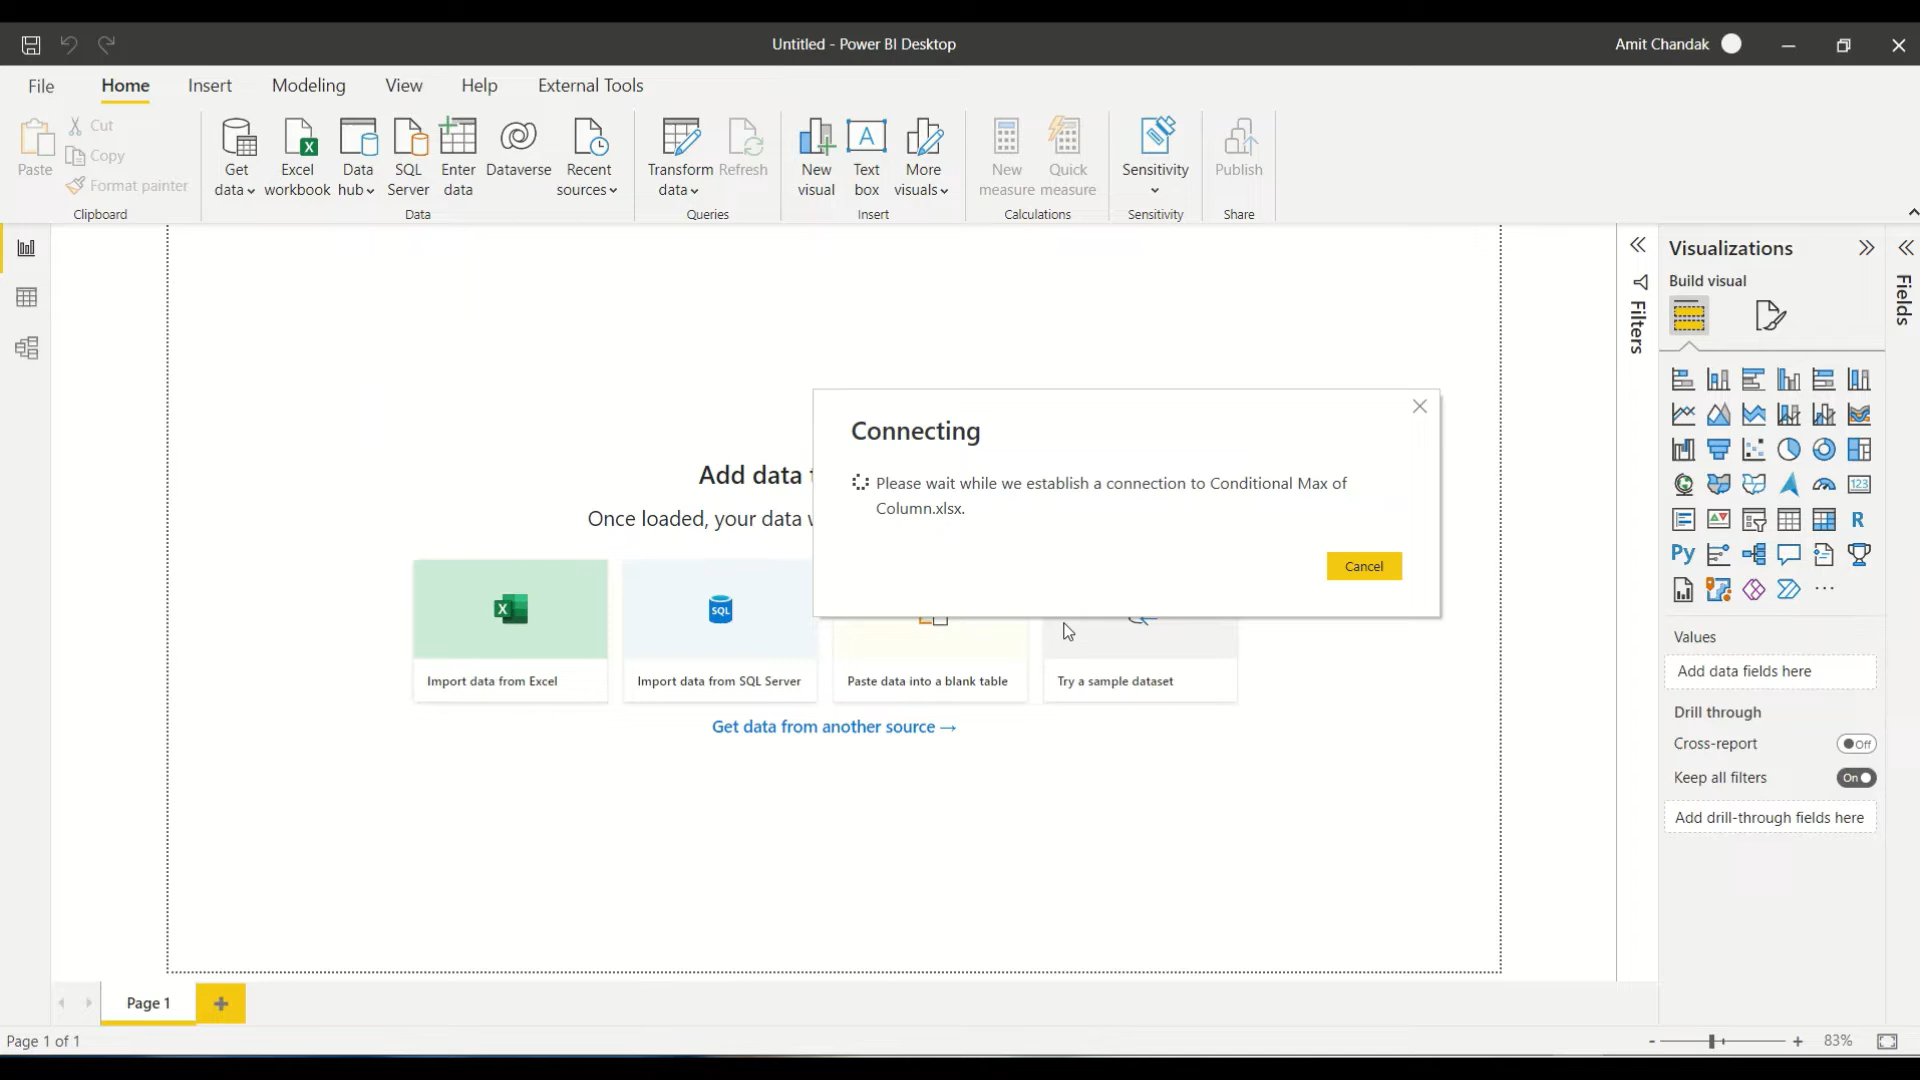 Untitled - Power BI Desktop
Amit Chandak
File Home Insert Modeling View Help External Tools
Paste
Cut
Copy
Format painter
Clipboard
Get data
Excel workbook
Data hub
SQL Server
Enter data
Dataverse
Recent sources
Data
Transform data
Refresh
Queries
New visual
A
Text box
More visuals
Insert
New measure
Quick measure
Calculations
Sensitivity
Sensitivity
Publish
Share
Add data t
Once loaded, your data w
Connecting
Please wait while we establish a connection to Conditional Max of
Column.xlsx.
Cancel
X
SQL
Import data from Excel
Import data from SQL Server
Paste data into a blank table
Try a sample dataset
Get data from another source →
Filters
Visualizations
Build visual
123
R
Py
...
Values
Add data fields here
Drill through
Cross-report
Off
Keep all filters
On
Add drill-through fields here
Fields
Page 1
+
Page 1 of 1
- + 83%